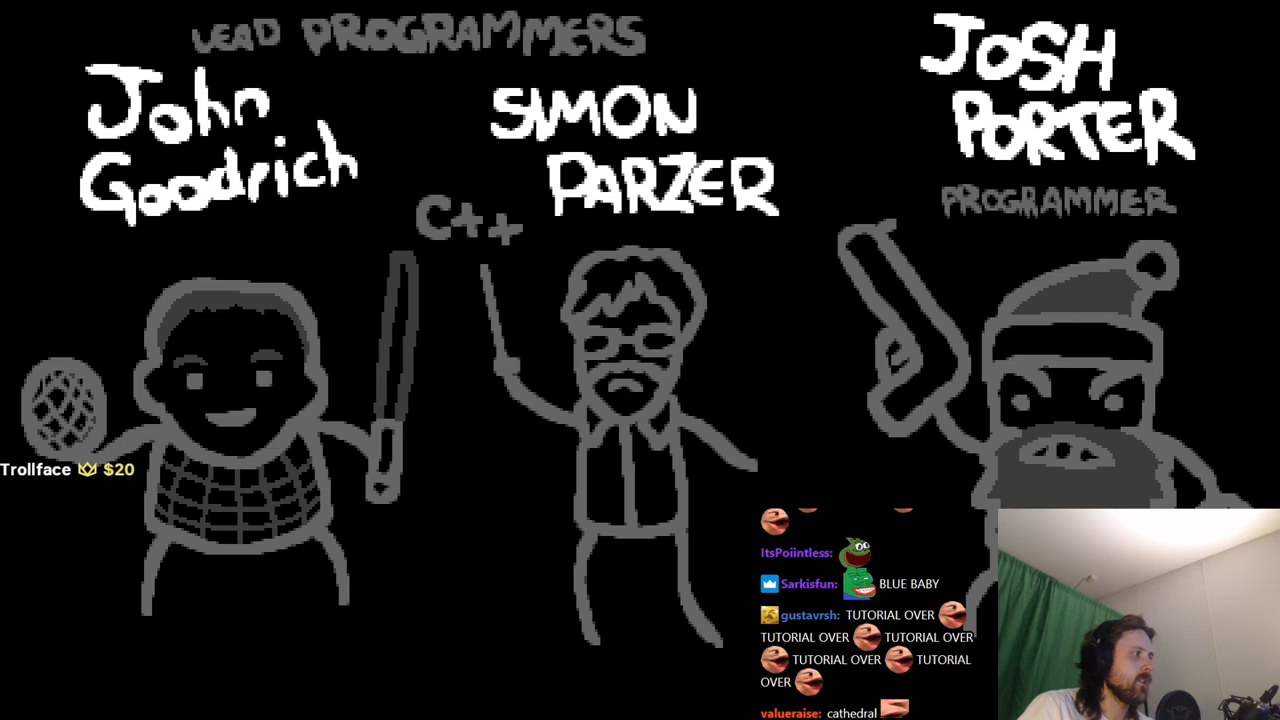 LEAD PROGRAMMERS
John
Goodrich
SIMON
PARZER
JOSH
PORTER
PROGRAMMER
C++
Trollface $20
ItsPoiintless:
Sarkisfun: BLUE BABY
gustavrsh: TUTORIAL OVER
TUTORIAL OVER TUTORIAL OVER
TUTORIAL OVER TUTORIAL
OVER
valueraise: cathedral